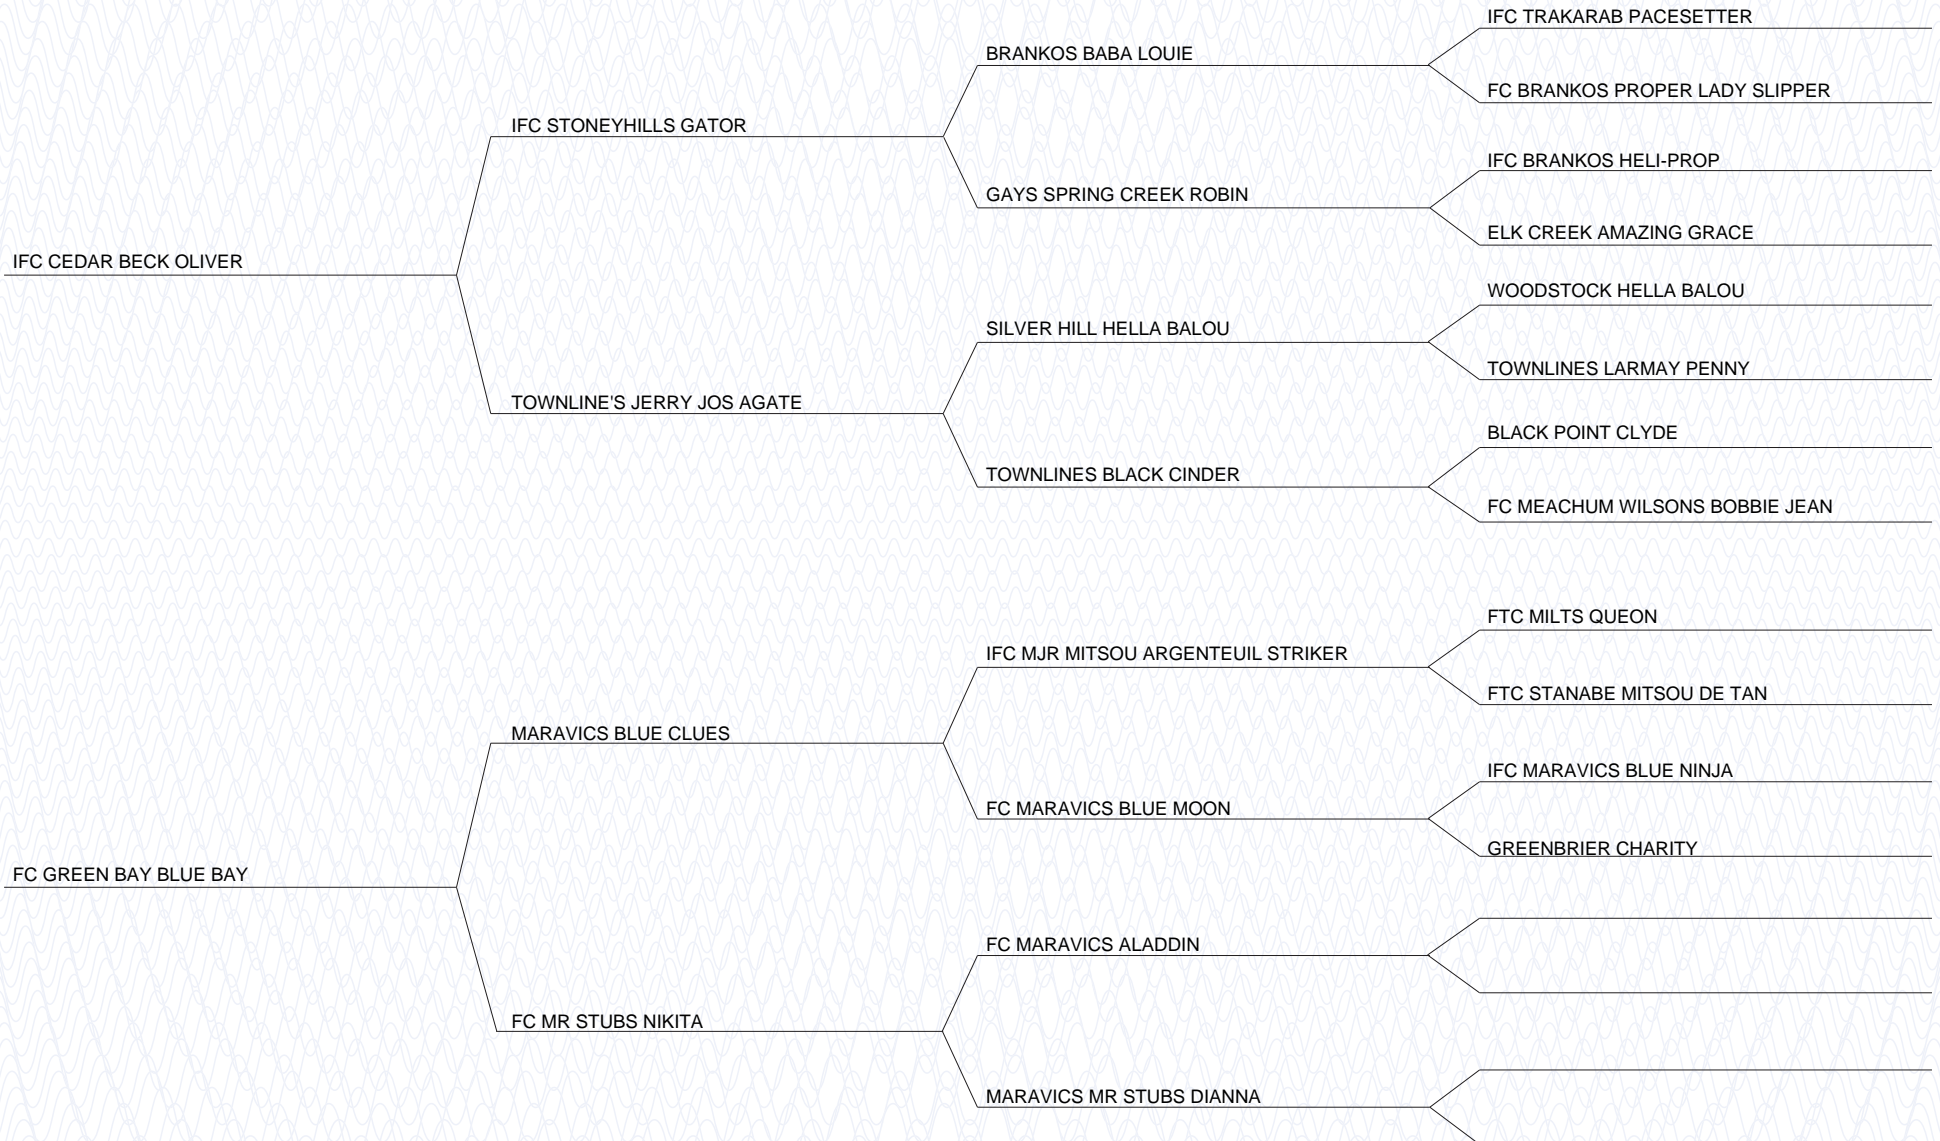 IFC TRAKARAB PACESETTER
BRANKOS BABA LOUIE
FC BRANKOS PROPER LADY SLIPPER
IFC STONEYHILLS GATOR
IFC BRANKOS HELI-PROP
GAYS SPRING CREEK ROBIN
ELK CREEK AMAZING GRACE
IFC CEDAR BECK OLIVER
WOODSTOCK HELLA BALOU
SILVER HILL HELLA BALOU
TOWNLINES LARMAY PENNY
TOWNLINE'S JERRY JOS AGATE
BLACK POINT CLYDE
TOWNLINES BLACK CINDER
FC MEACHUM WILSONS BOBBIE JEAN
FTC MILTS QUEON
IFC MJR MITSOU ARGENTEUIL STRIKER
FTC STANABE MITSOU DE TAN
MARAVICS BLUE CLUES
IFC MARAVICS BLUE NINJA
FC MARAVICS BLUE MOON
GREENBRIER CHARITY
FC GREEN BAY BLUE BAY
FC MARAVICS ALADDIN
FC MR STUBS NIKITA
MARAVICS MR STUBS DIANNA